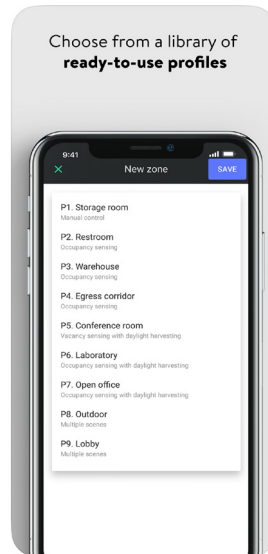 Choose from a library of
ready-to-use profiles
9:41
New zone
SAVE
P1. Storage room
Manual control
P2. Restroom
Occupancy sensing
P3. Warehouse
Occupancy sensing
P4. Egress corridor
Occupancy sensing
P5. Conference room
Vacancy sensing with daylight harvesting
P6. Laboratory
Occupancy sensing with daylight harvesting
P7. Open office
Occupancy sensing with daylight harvesting
P8. Outdoor
Multiple scenes
P9. Lobby
Multiple scenes